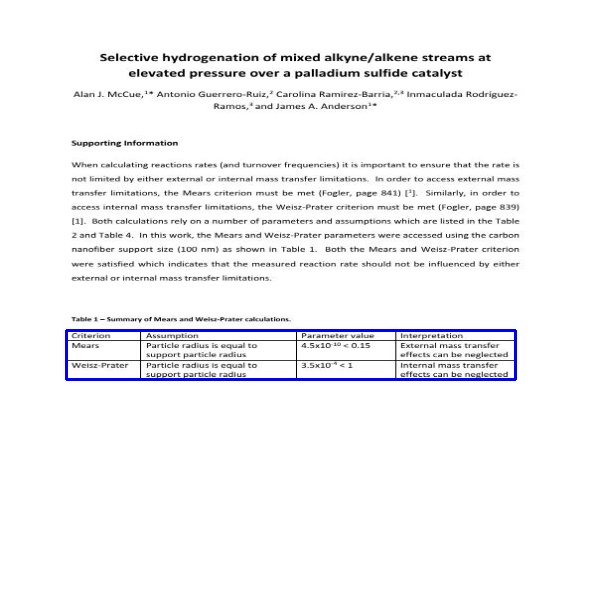 Selective hydrogenation of mixed alkyne/alkene streams at
elevated pressure over a palladium sulfide catalyst
Alan J. McCue,¹* Antonio Guerrero-Ruiz,² Carolina Ramirez-Barria,²,³ Inmaculada Rodríguez-
Ramos,³ and James A. Anderson¹*
Supporting Information
When calculating reactions rates (and turnover frequencies) it is important to ensure that the rate is
not limited by either external or internal mass transfer limitations. In order to access external mass
transfer limitations, the Mears criterion must be met (Fogler, page 841) [¹]. Similarly, in order to
access internal mass transfer limitations, the Weisz-Prater criterion must be met (Fogler, page 839)
[1]. Both calculations rely on a number of parameters and assumptions which are listed in the Table
2 and Table 4. In this work, the Mears and Weisz-Prater parameters were accessed using the carbon
nanofiber support size (100 nm) as shown in Table 1. Both the Mears and Weisz-Prater criterion
were satisfied which indicates that the measured reaction rate should not be influenced by either
external or internal mass transfer limitations.
Table 1 – Summary of Mears and Weisz-Prater calculations.
Criterion Assumption Parameter value Interpretation
Mears Particle radius is equal to 4.5x10⁻¹⁰ < 0.15 External mass transfer
support particle radius effects can be neglected
Weisz-Prater Particle radius is equal to 3.5x10⁻⁴ < 1 Internal mass transfer
support particle radius effects can be neglected